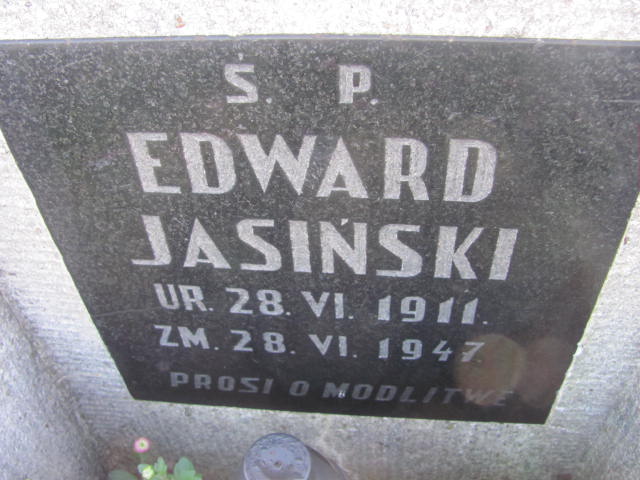 Ś. P.
EDWARD
JASIŃSKI
UR. 28. VI. 1911.
ZM. 28. VI. 1947.
PROSI O MODLITWĘ